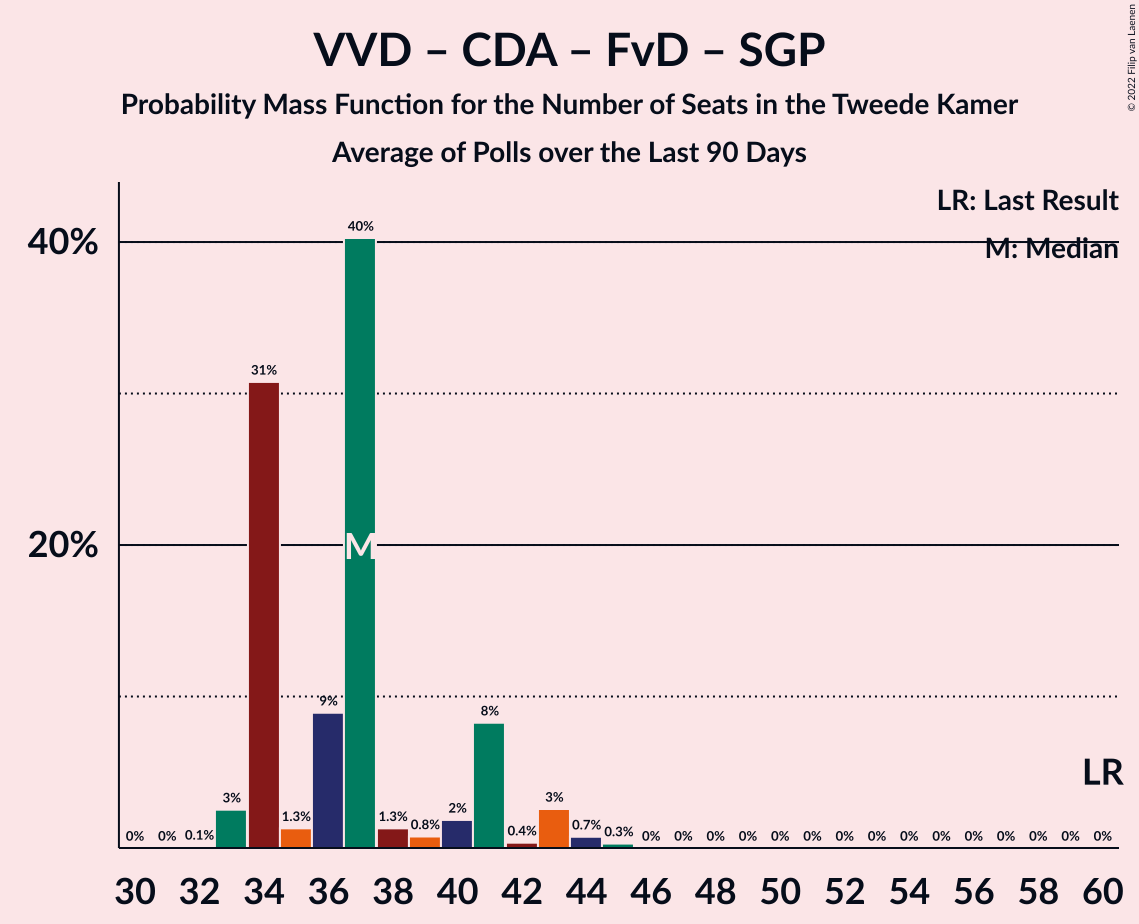 VVD – CDA – FvD – SGP
Probability Mass Function for the Number of Seats in the Tweede Kamer
Average of Polls over the Last 90 Days
© 2022 Filip van Laenen
LR: Last Result
M: Median
40%
20%
0% 0% 0.1% 3% 31% 1.3% 9% 40% 1.3% 0.8% 2% 8% 0.4% 3% 0.7% 0.3% 0% 0% 0% 0% 0% 0% 0% 0% 0% 0% 0% 0% 0% 0% 0%
M
LR
30 32 34 36 38 40 42 44 46 48 50 52 54 56 58 60